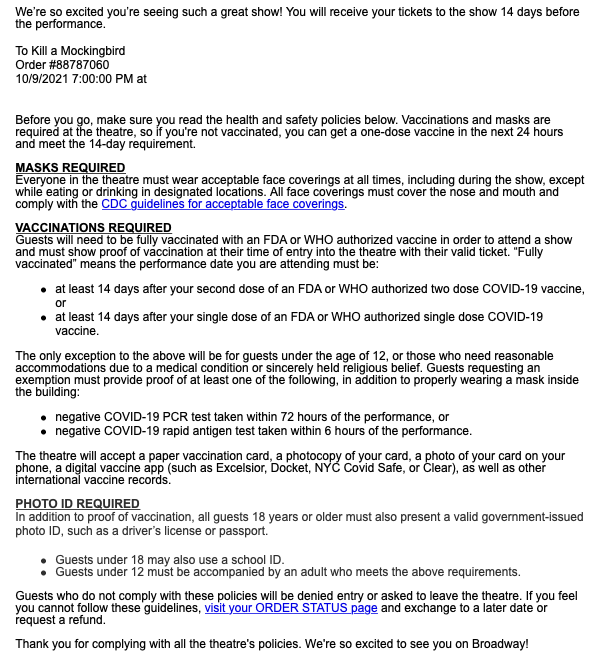 We're so excited you're seeing such a great show! You will receive your tickets to the show 14 days before
the performance.
To Kill a Mockingbird
Order #88787060
10/9/2021 7:00:00 PM at
Before you go, make sure you read the health and safety policies below. Vaccinations and masks are
required at the theatre, so if you're not vaccinated, you can get a one-dose vaccine in the next 24 hours
and meet the 14-day requirement.
MASKS REQUIRED
Everyone in the theatre must wear acceptable face coverings at all times, including during the show, except
while eating or drinking in designated locations. All face coverings must cover the nose and mouth and
comply with the CDC guidelines for acceptable face coverings.
VACCINATIONS REQUIRED
Guests will need to be fully vaccinated with an FDA or WHO authorized vaccine in order to attend a show
and must show proof of vaccination at their time of entry into the theatre with their valid ticket. “Fully
vaccinated” means the performance date you are attending must be:
• at least 14 days after your second dose of an FDA or WHO authorized two dose COVID-19 vaccine,
or
• at least 14 days after your single dose of an FDA or WHO authorized single dose COVID-19
vaccine.
The only exception to the above will be for guests under the age of 12, or those who need reasonable
accommodations due to a medical condition or sincerely held religious belief. Guests requesting an
exemption must provide proof of at least one of the following, in addition to properly wearing a mask inside
the building:
• negative COVID-19 PCR test taken within 72 hours of the performance, or
• negative COVID-19 rapid antigen test taken within 6 hours of the performance.
The theatre will accept a paper vaccination card, a photocopy of your card, a photo of your card on your
phone, a digital vaccine app (such as Excelsior, Docket, NYC Covid Safe, or Clear), as well as other
international vaccine records.
PHOTO ID REQUIRED
In addition to proof of vaccination, all guests 18 years or older must also present a valid government-issued
photo ID, such as a driver's license or passport.
• Guests under 18 may also use a school ID.
• Guests under 12 must be accompanied by an adult who meets the above requirements.
Guests who do not comply with these policies will be denied entry or asked to leave the theatre. If you feel
you cannot follow these guidelines, visit your ORDER STATUS page and exchange to a later date or
request a refund.
Thank you for complying with all the theatre's policies. We're so excited to see you on Broadway!